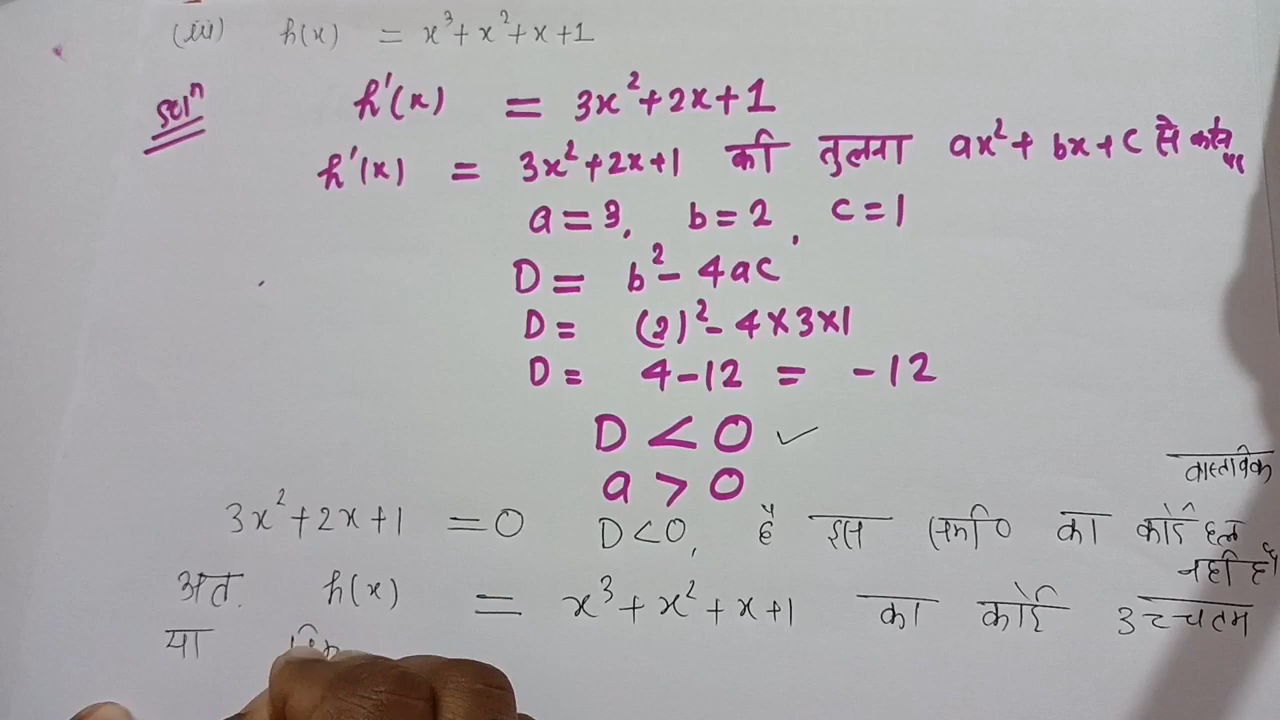 (iii) h(x) = x³+x²+x+1
Solⁿ h'(x) = 3x²+2x+1
h'(x) = 3x²+2x+1 की तुलना ax²+bx+c से करने पर
a=3, b=2, c=1
D= b²-4ac
D= (2)²-4×3×1
D= 4-12 = -12
D < 0 ✓
a > 0
वास्तविक
3x²+2x+1 =0 D<0, है इस समी० का कोई हल
नहीं है
अत. h(x) = x³+x²+x+1 का कोई उच्चतम
या